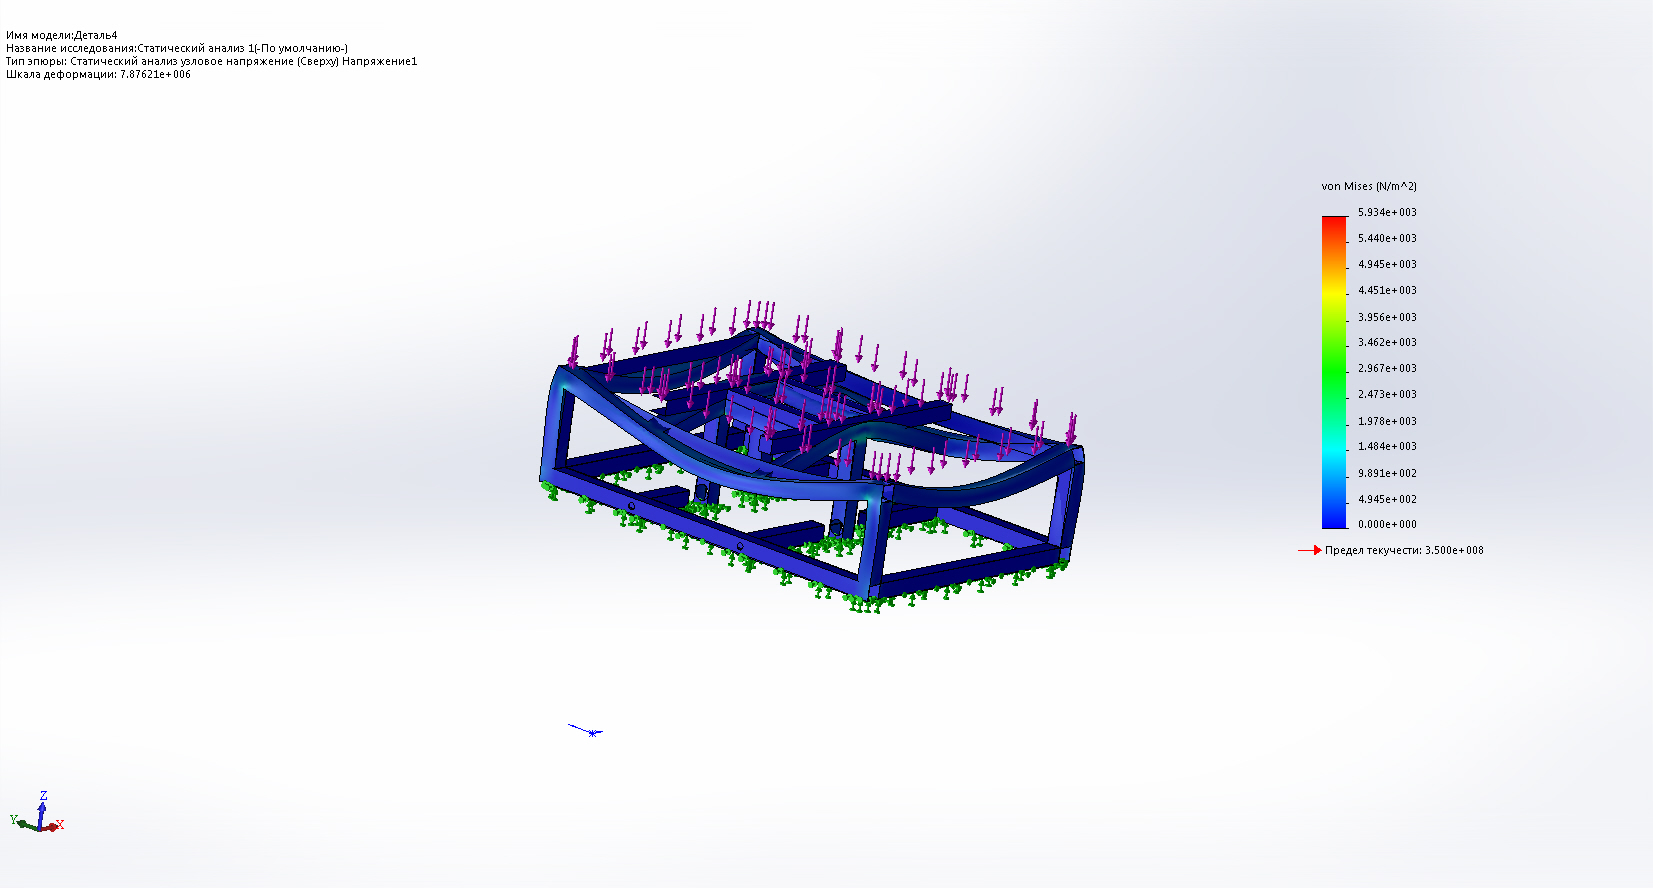 Имя модели:Деталь4
Название исследования:Статический анализ 1(-По умолчанию-)
Тип эпюры: Статический анализ узловое напряжение (Сверху) Напряжение1
Шкала деформации: 7.87621e+006
von Mises (N/m^2)
5.934e+003
5.440e+003
4.945e+003
4.451e+003
3.956e+003
3.462e+003
2.967e+003
2.473e+003
1.978e+003
1.484e+003
9.891e+002
4.945e+002
0.000e+000
Предел текучести: 3.500e+008
Z
Y
X